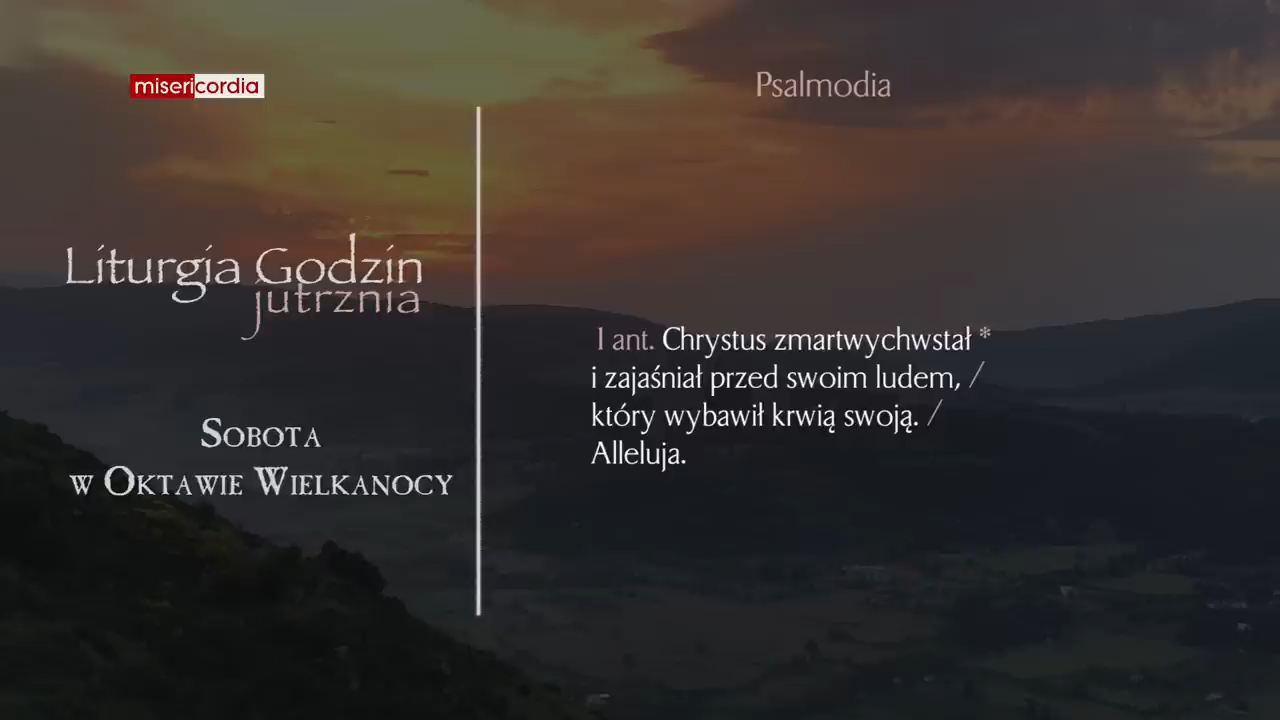 misericordia
Liturgia Godzin
jutrznia
Sobota
w Oktawie Wielkanocy
Psalmodia
1 ant. Chrystus zmartwychwstał *
i zajaśniał przed swoim ludem, /
który wybawił krwią swoją. /
Alleluja.